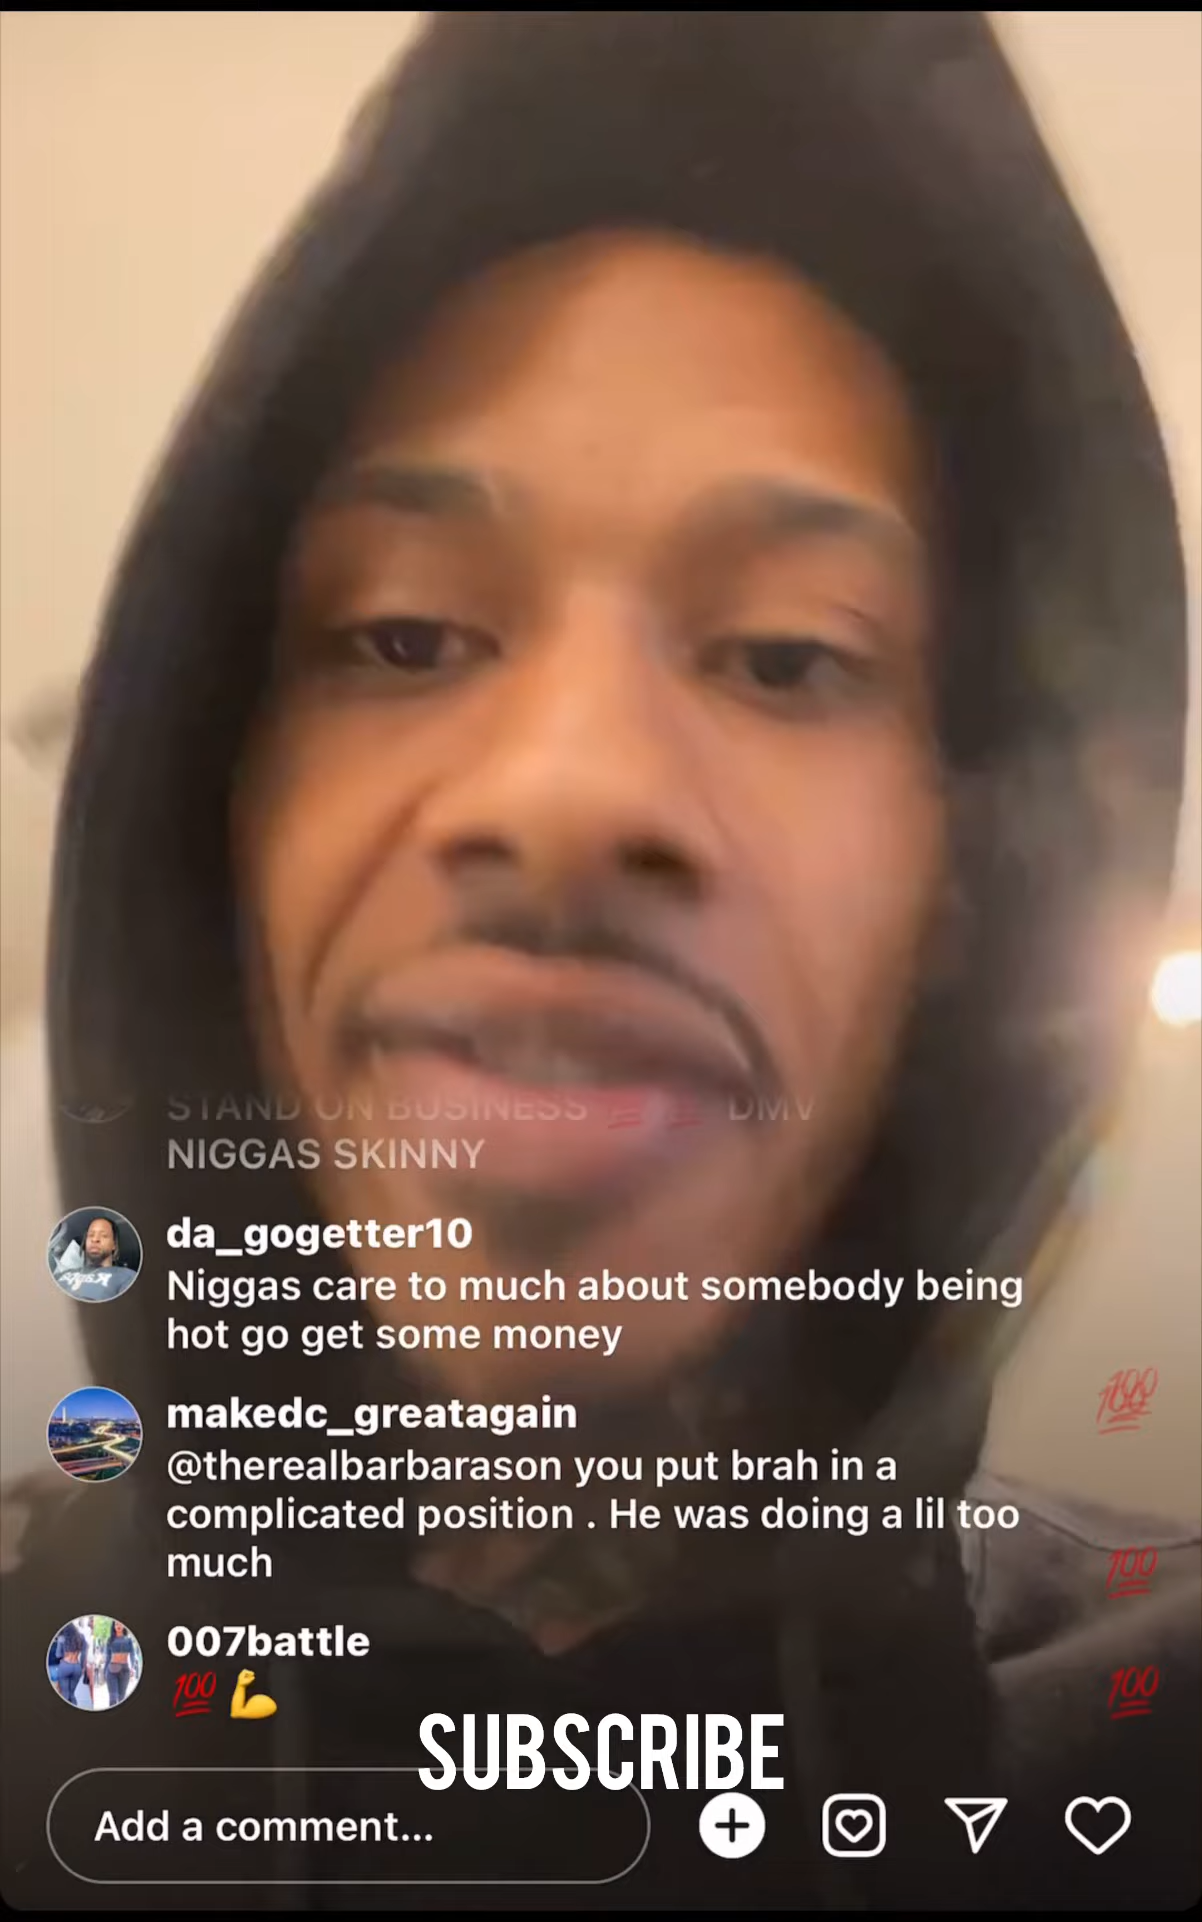 STAND ON BUSINESS 💯 💯 DMV
NIGGAS SKINNY
da_gogetter10
Niggas care to much about somebody being
hot go get some money
makedc_greatagain
@therealbarbarason you put brah in a
complicated position . He was doing a lil too
much
007battle
💯 💪
SUBSCRIBE
Add a comment...